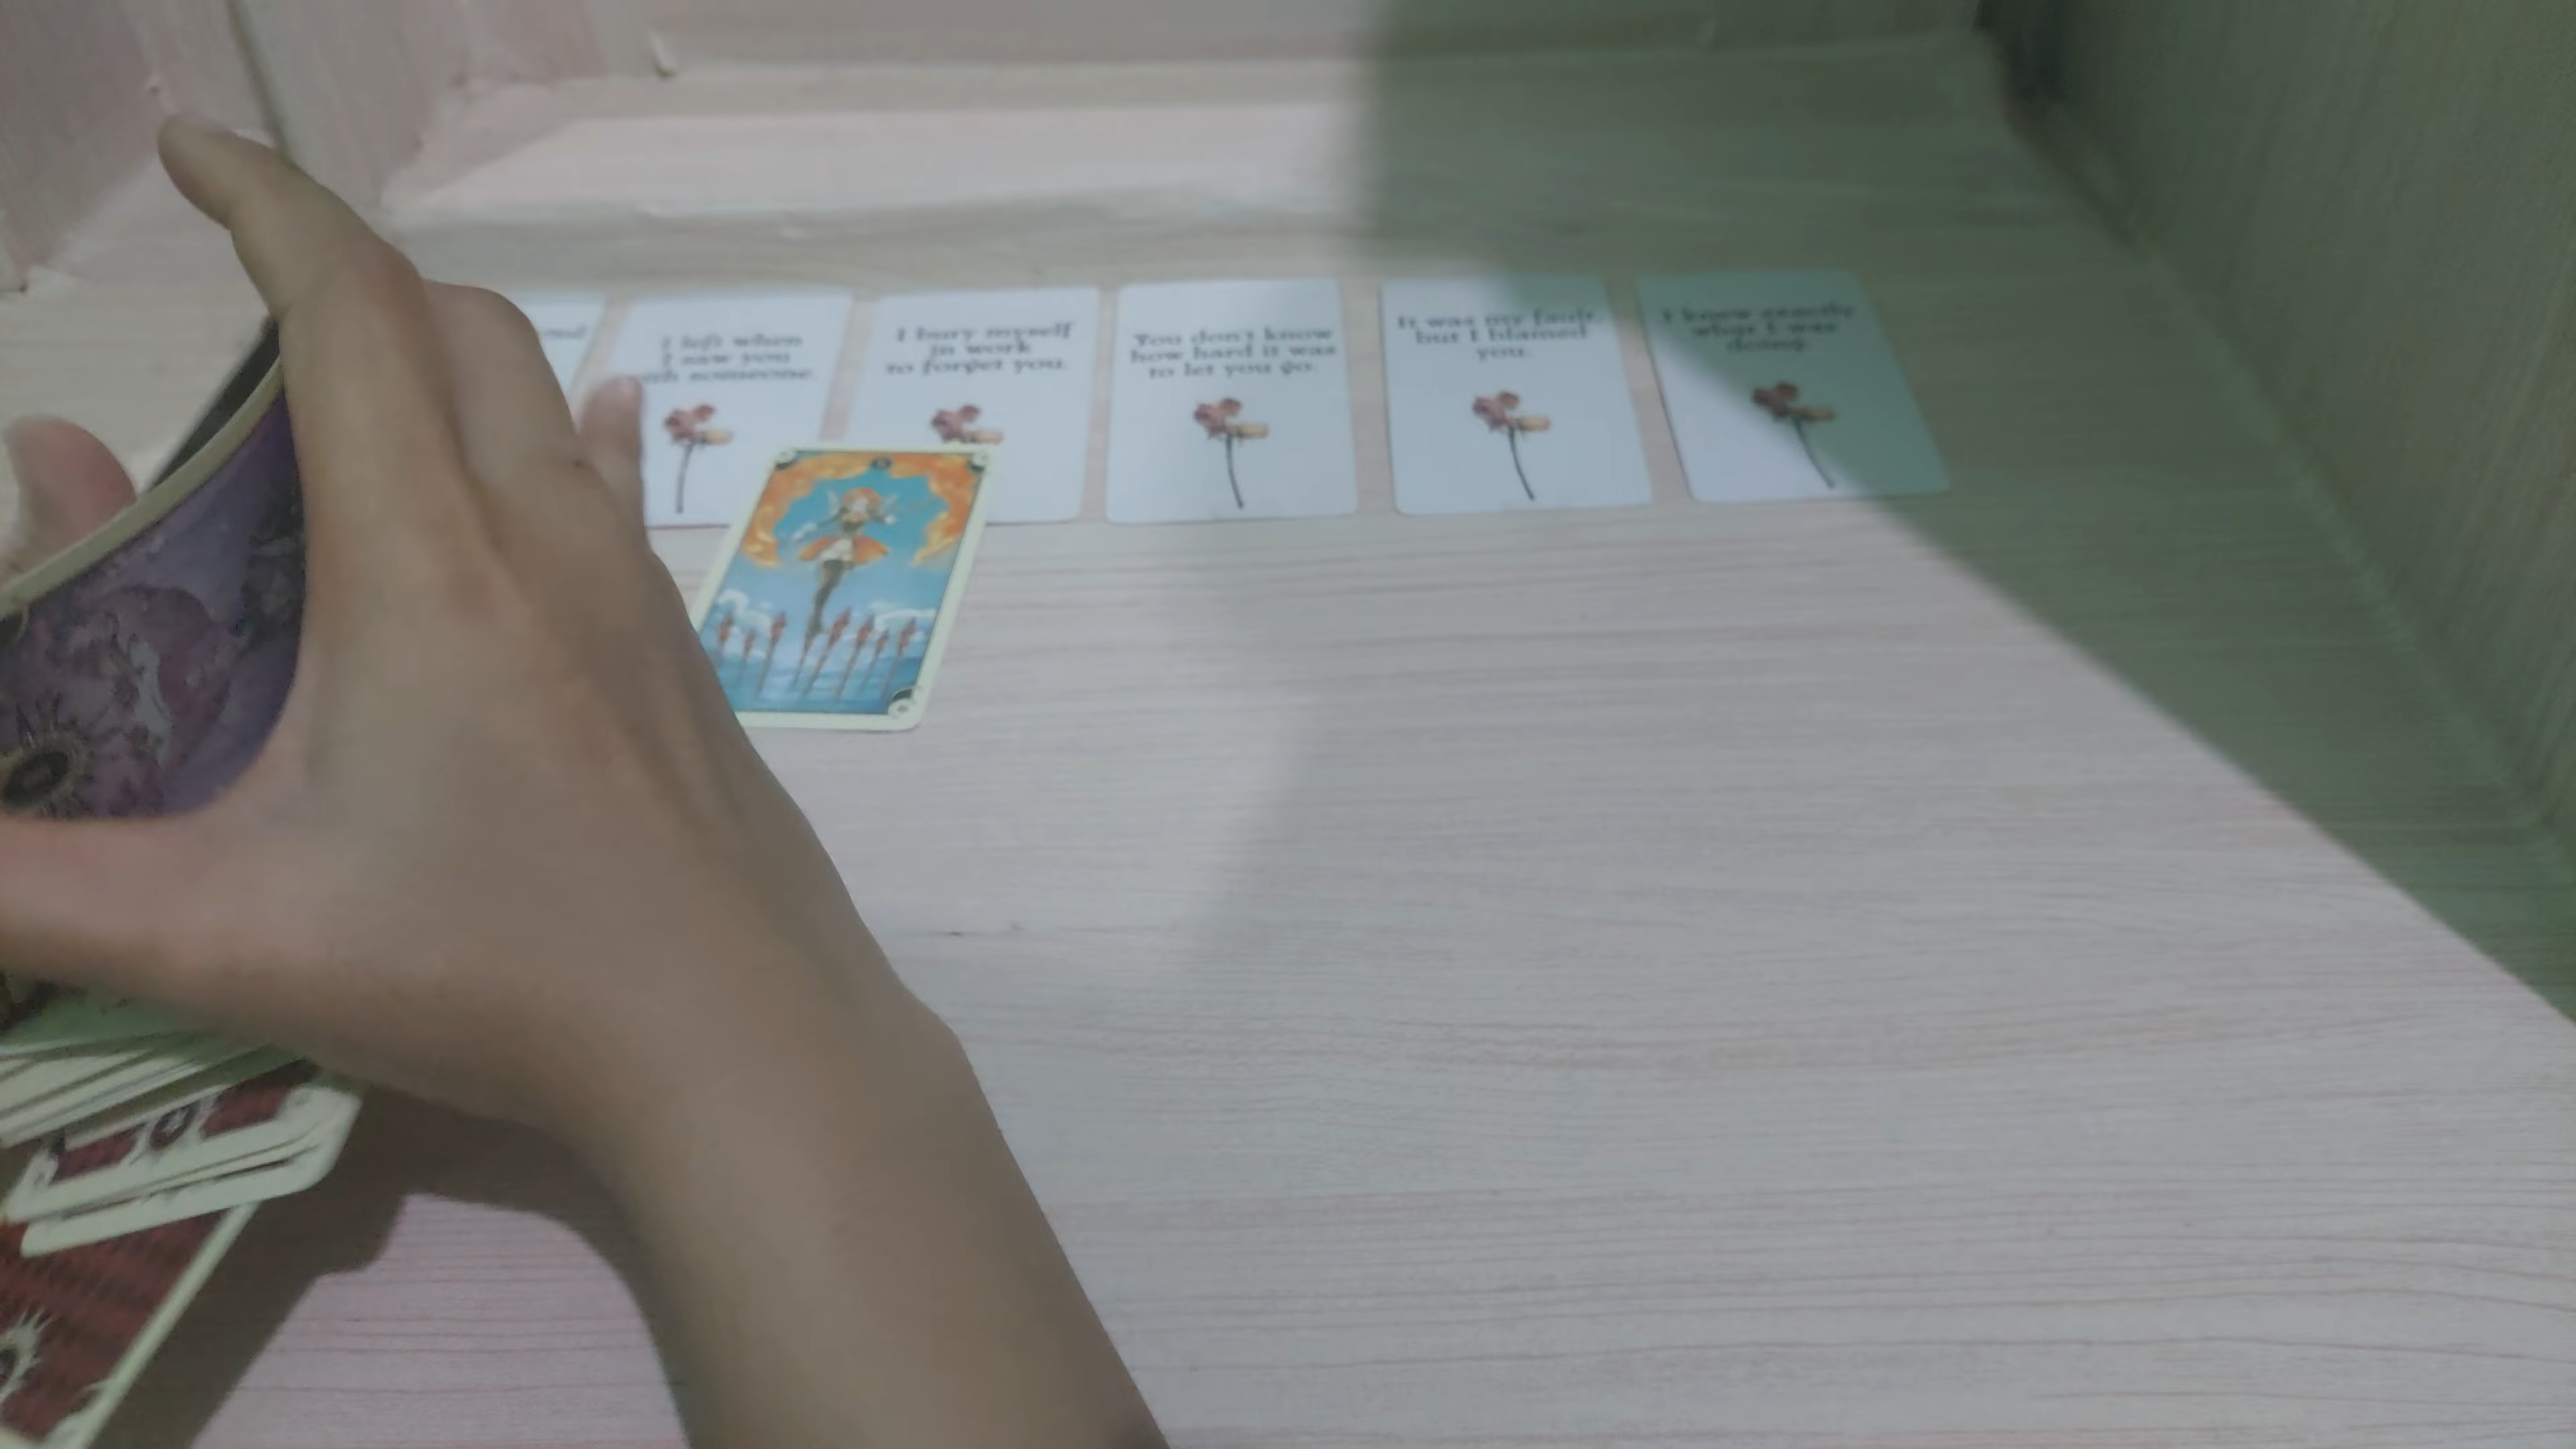 I left when
I saw you
with someone.
I bury myself
in work
to forget you.
You don't know
how hard it was
to let you go.
It was my fault
but I blamed
you.
I knew exactly
what I was
doing.